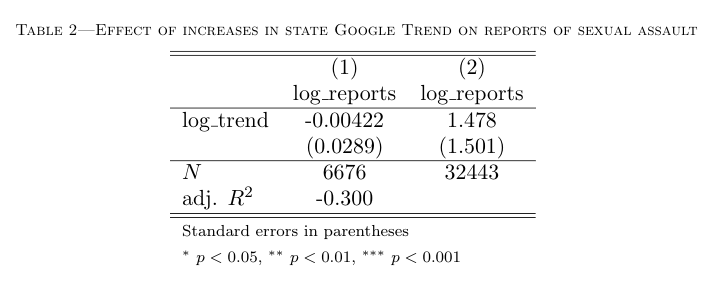 TABLE 2—EFFECT OF INCREASES IN STATE GOOGLE TREND ON REPORTS OF SEXUAL ASSAULT
(1) (2)
log_reports log_reports
log_trend -0.00422 1.478
(0.0289) (1.501)
N 6676 32443
adj. R² -0.300
Standard errors in parentheses
* p < 0.05, ** p < 0.01, *** p < 0.001